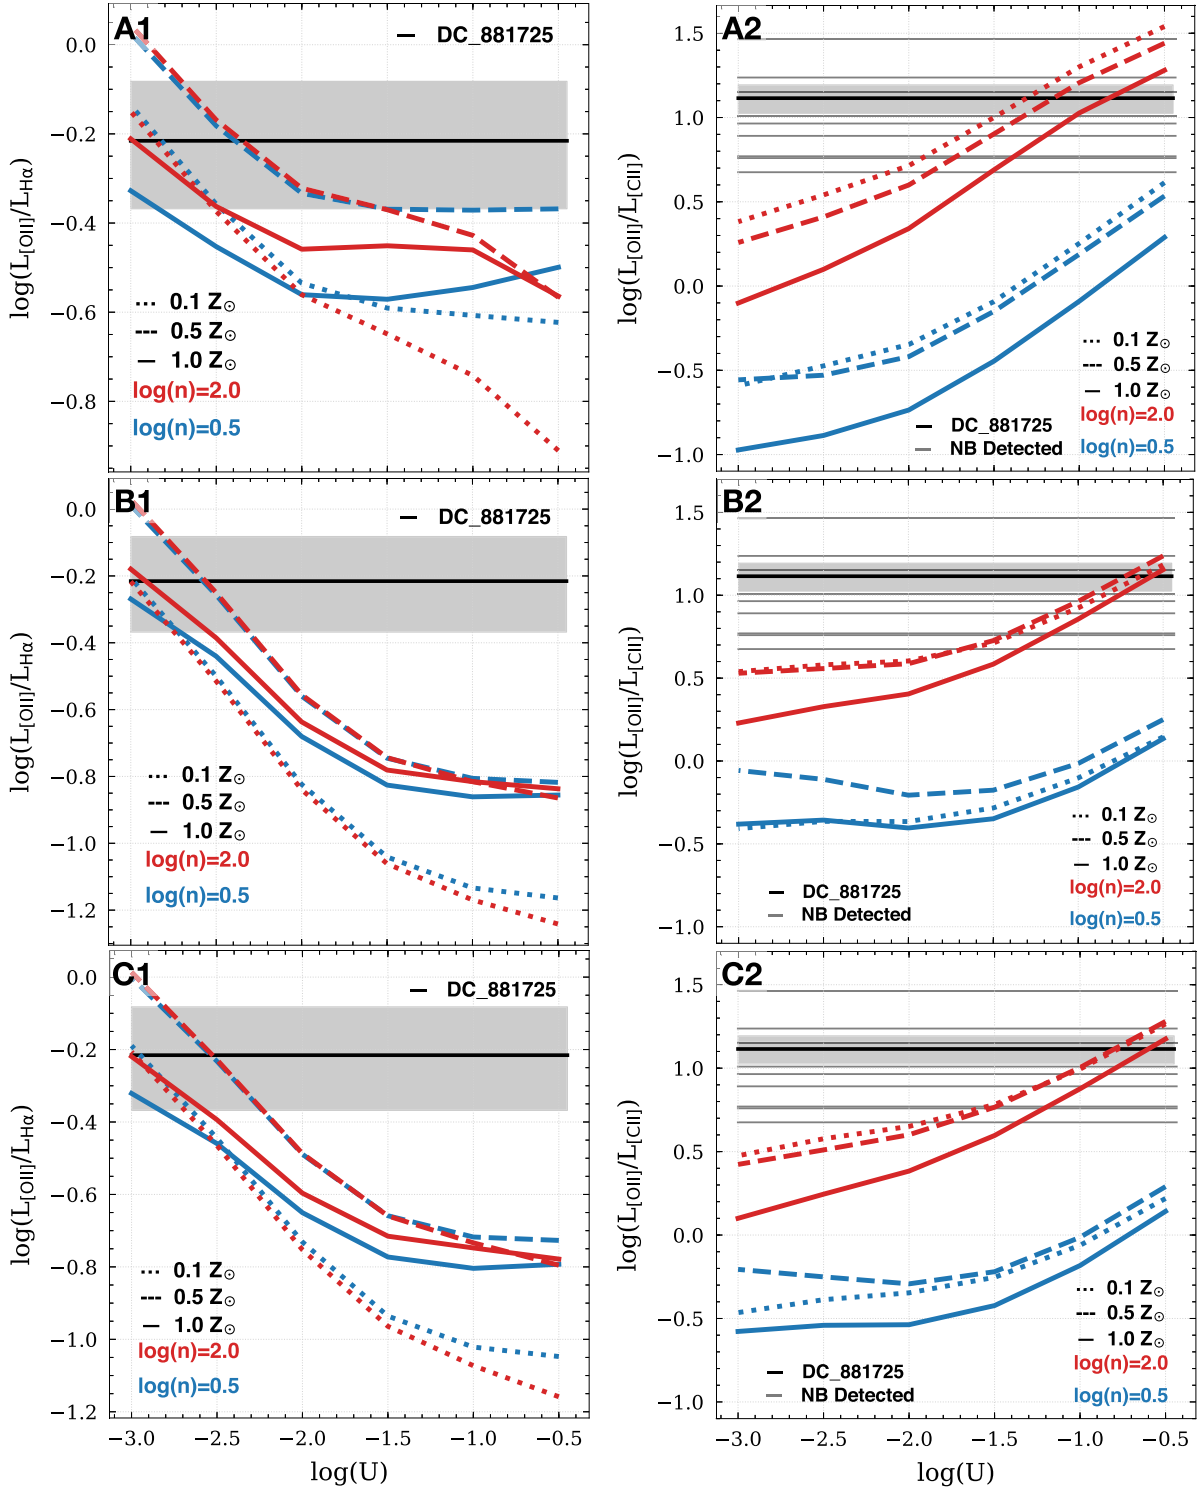 A1
DC_881725
0.0
−0.2
−0.4
−0.6
−0.8
log(L[OII]/LHα)
0.1 Z⊙
0.5 Z⊙
1.0 Z⊙
log(n)=2.0
log(n)=0.5
A2
1.5
1.0
0.5
0.0
−0.5
−1.0
log(L[OII]/L[CII])
0.1 Z⊙
0.5 Z⊙
1.0 Z⊙
log(n)=2.0
log(n)=0.5
DC_881725
NB Detected
B1
DC_881725
0.0
−0.2
−0.4
−0.6
−0.8
−1.0
−1.2
log(L[OII]/LHα)
0.1 Z⊙
0.5 Z⊙
1.0 Z⊙
log(n)=2.0
log(n)=0.5
B2
1.5
1.0
0.5
0.0
−0.5
−1.0
log(L[OII]/L[CII])
0.1 Z⊙
0.5 Z⊙
1.0 Z⊙
log(n)=2.0
log(n)=0.5
DC_881725
NB Detected
C1
DC_881725
0.0
−0.2
−0.4
−0.6
−0.8
−1.0
−1.2
log(L[OII]/LHα)
0.1 Z⊙
0.5 Z⊙
1.0 Z⊙
log(n)=2.0
log(n)=0.5
−3.0 −2.5 −2.0 −1.5 −1.0 −0.5
log(U)
C2
1.5
1.0
0.5
0.0
−0.5
−1.0
log(L[OII]/L[CII])
0.1 Z⊙
0.5 Z⊙
1.0 Z⊙
log(n)=2.0
log(n)=0.5
DC_881725
NB Detected
−3.0 −2.5 −2.0 −1.5 −1.0 −0.5
log(U)